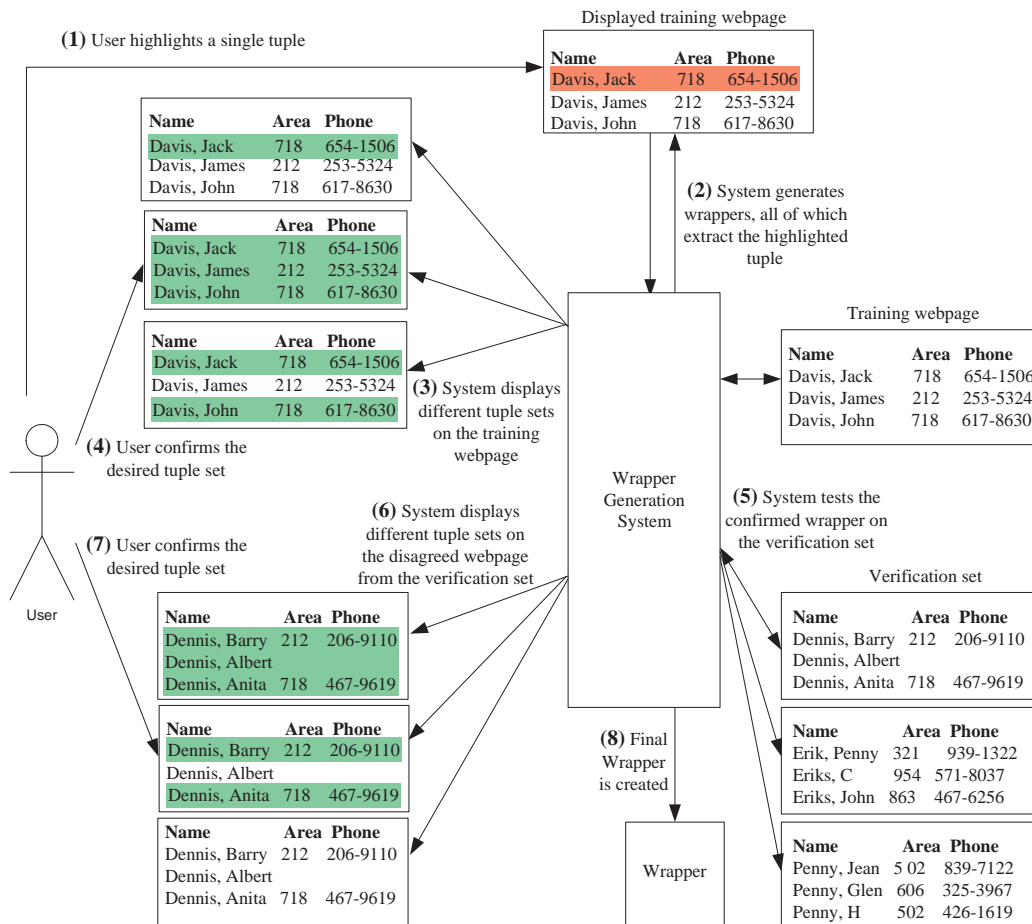 Displayed training webpage
(1) User highlights a single tuple
Name Area Phone
Davis, Jack 718 654-1506
Davis, James 212 253-5324
Davis, John 718 617-8630
Name Area Phone
Davis, Jack 718 654-1506
Davis, James 212 253-5324
Davis, John 718 617-8630
(2) System generates
wrappers, all of which
extract the highlighted
tuple
Name Area Phone
Davis, Jack 718 654-1506
Davis, James 212 253-5324
Davis, John 718 617-8630
Name Area Phone
Davis, Jack 718 654-1506
Davis, James 212 253-5324
Davis, John 718 617-8630
(3) System displays
different tuple sets
on the training
webpage
Training webpage
Name Area Phone
Davis, Jack 718 654-1506
Davis, James 212 253-5324
Davis, John 718 617-8630
(4) User confirms the
desired tuple set
Wrapper
Generation
System
(5) System tests the
confirmed wrapper on
the verification set
(6) System displays
different tuple sets on
the disagreed webpage
from the verification set
(7) User confirms the
desired tuple set
User
Name Area Phone
Dennis, Barry 212 206-9110
Dennis, Albert
Dennis, Anita 718 467-9619
Name Area Phone
Dennis, Barry 212 206-9110
Dennis, Albert
Dennis, Anita 718 467-9619
Name Area Phone
Dennis, Barry 212 206-9110
Dennis, Albert
Dennis, Anita 718 467-9619
(8) Final
Wrapper
is created
Wrapper
Verification set
Name Area Phone
Dennis, Barry 212 206-9110
Dennis, Albert
Dennis, Anita 718 467-9619
Name Area Phone
Erik, Penny 321 939-1322
Eriks, C 954 571-8037
Eriks, John 863 467-6256
Name Area Phone
Penny, Jean 5 02 839-7122
Penny, Glen 606 325-3967
Penny, H 502 426-1619